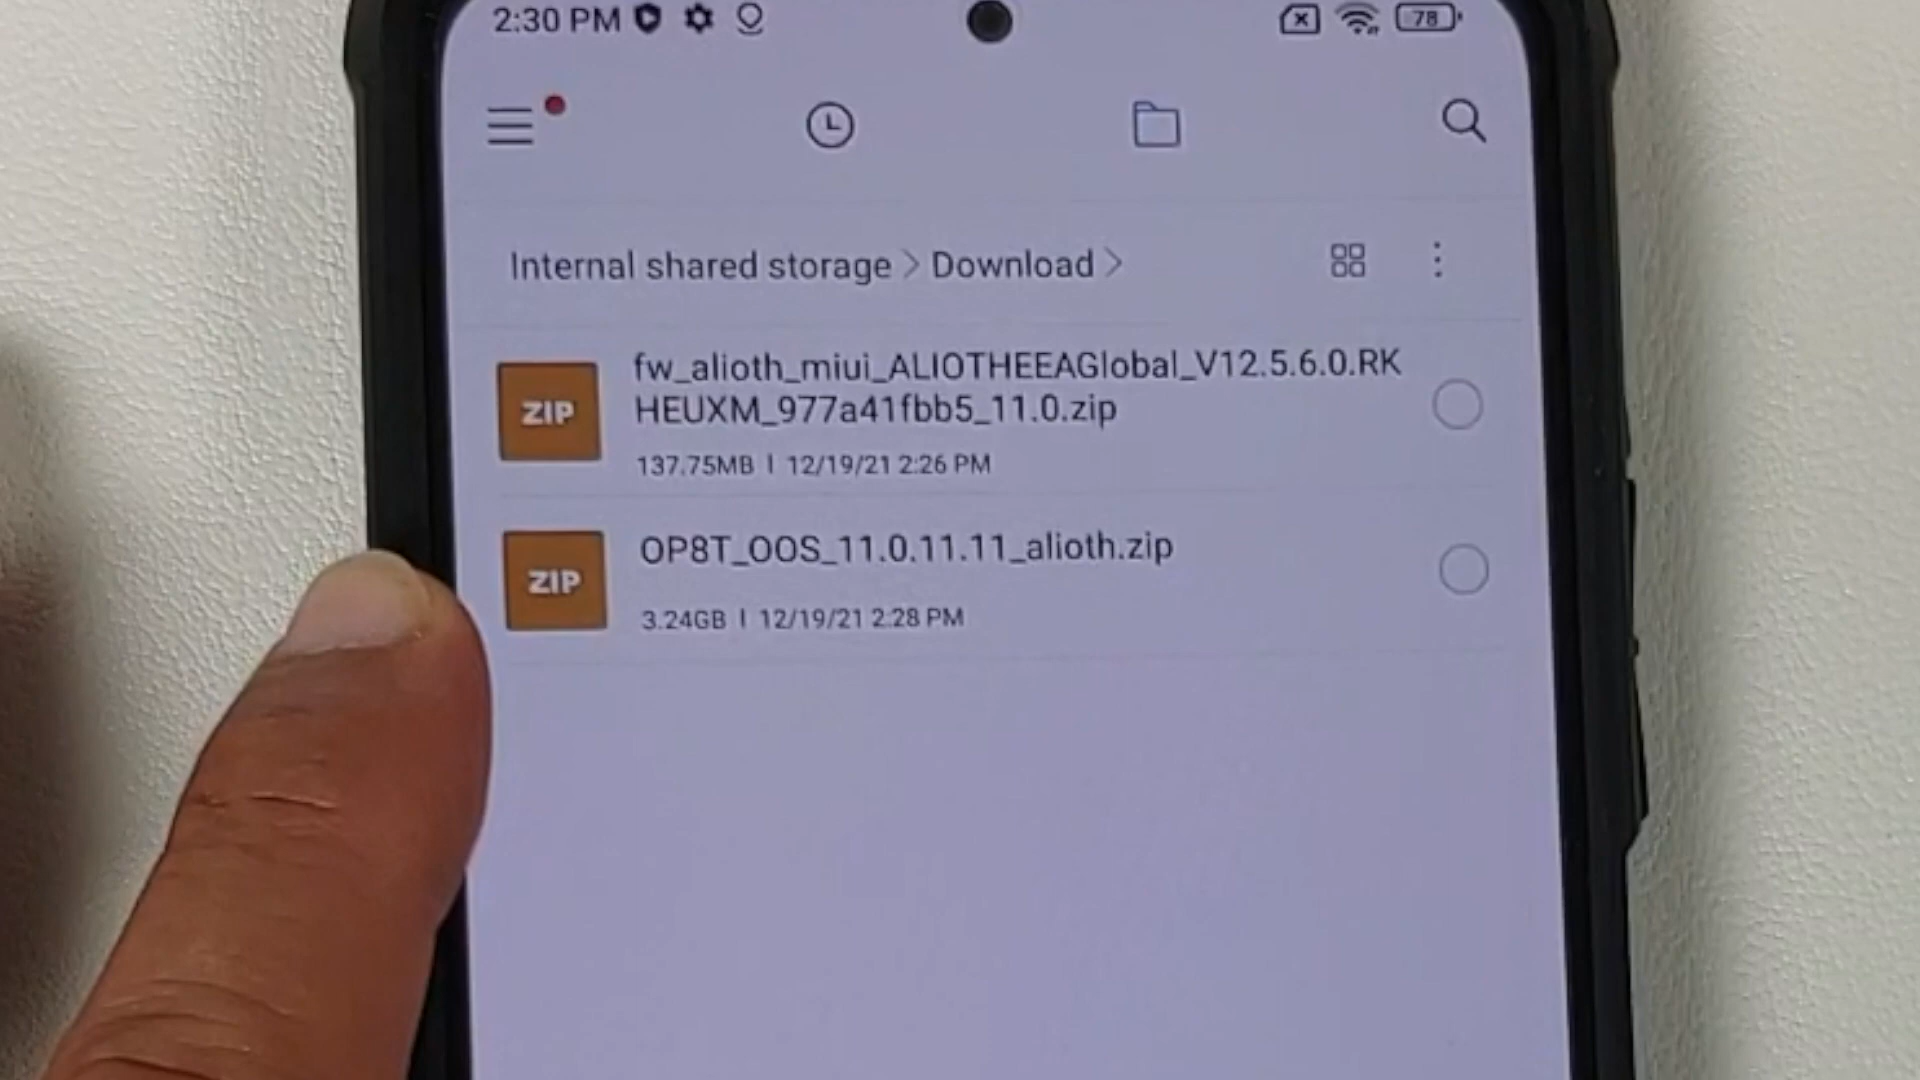 2:30 PM
78
Internal shared storage > Download >
ZIP
fw_alioth_miui_ALIOTHEEAGlobal_V12.5.6.0.RK
HEUXM_977a41fbb5_11.0.zip
137.75MB | 12/19/21 2:26 PM
ZIP
OP8T_OOS_11.0.11.11_alioth.zip
3.24GB | 12/19/21 2:28 PM